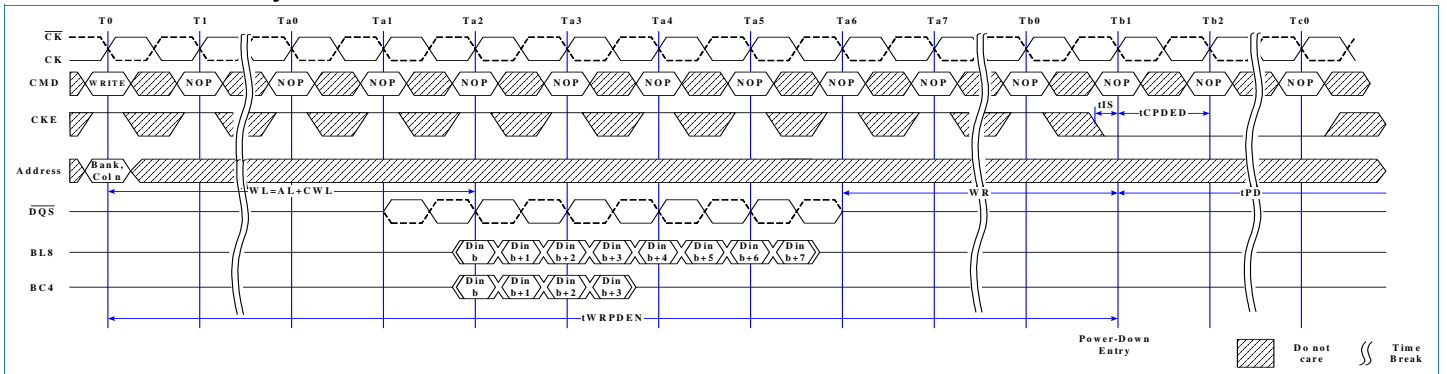 T0 T1 Ta0 Ta1 Ta2 Ta3 Ta4 Ta5 Ta6 Ta7 Tb0 Tb1 Tb2 Tc0
CK
CK
CMD WRITE NOP NOP NOP NOP NOP NOP NOP NOP NOP NOP NOP NOP NOP
tIS
CKE tCPDED
Address Bank, Col n
WL=AL+CWL WR tPD
DQS
BL8 Din b Din b+1 Din b+2 Din b+3 Din b+4 Din b+5 Din b+6 Din b+7
BC4 Din b Din b+1 Din b+2 Din b+3
tWRPDEN
Power-Down
Entry
Do not
care
Time
Break